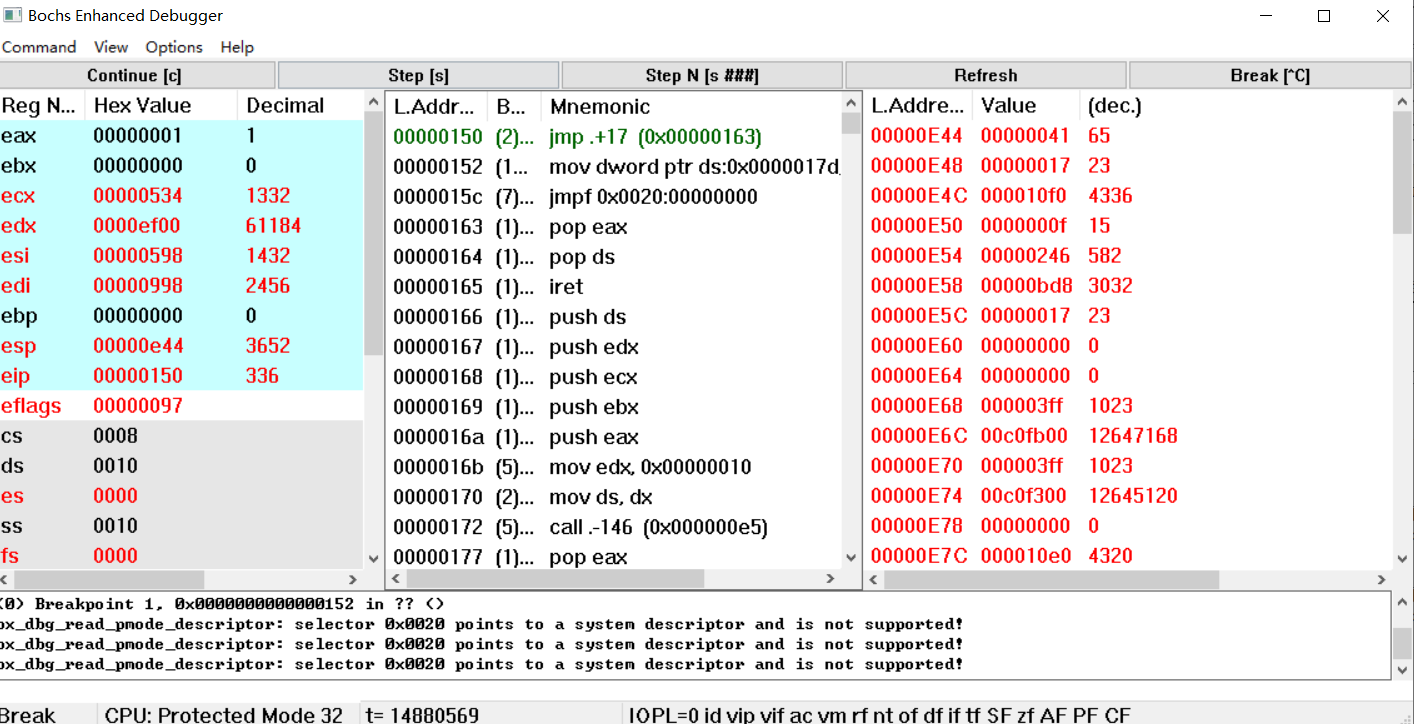 Bochs Enhanced Debugger
Command View Options Help
Continue [c] Step [s] Step N [s ###] Refresh Break [^C]
Reg N... Hex Value Decimal
eax 00000001 1
ebx 00000000 0
ecx 00000534 1332
edx 0000ef00 61184
esi 00000598 1432
edi 00000998 2456
ebp 00000000 0
esp 00000e44 3652
eip 00000150 336
eflags 00000097
cs 0008
ds 0010
es 0000
ss 0010
fs 0000
L.Addr... B... Mnemonic
00000150 (2)... jmp .+17 (0x00000163)
00000152 (1... mov dword ptr ds:0x0000017d,
0000015c (7)... jmpf 0x0020:00000000
00000163 (1)... pop eax
00000164 (1)... pop ds
00000165 (1)... iret
00000166 (1)... push ds
00000167 (1)... push edx
00000168 (1)... push ecx
00000169 (1)... push ebx
0000016a (1)... push eax
0000016b (5)... mov edx, 0x00000010
00000170 (2)... mov ds, dx
00000172 (5)... call .-146 (0x000000e5)
00000177 (1)... pop eax
L.Addre... Value (dec.)
00000E44 00000041 65
00000E48 00000017 23
00000E4C 000010f0 4336
00000E50 0000000f 15
00000E54 00000246 582
00000E58 00000bd8 3032
00000E5C 00000017 23
00000E60 00000000 0
00000E64 00000000 0
00000E68 000003ff 1023
00000E6C 00c0fb00 12647168
00000E70 000003ff 1023
00000E74 00c0f300 12645120
00000E78 00000000 0
00000E7C 000010e0 4320
(0) Breakpoint 1, 0x0000000000000152 in ?? ()
bx_dbg_read_pmode_descriptor: selector 0x0020 points to a system descriptor and is not supported!
bx_dbg_read_pmode_descriptor: selector 0x0020 points to a system descriptor and is not supported!
bx_dbg_read_pmode_descriptor: selector 0x0020 points to a system descriptor and is not supported!
Break CPU: Protected Mode 32 t= 14880569 IOPL=0 id vip vif ac vm rf nt of df if tf SF zf AF PF CF